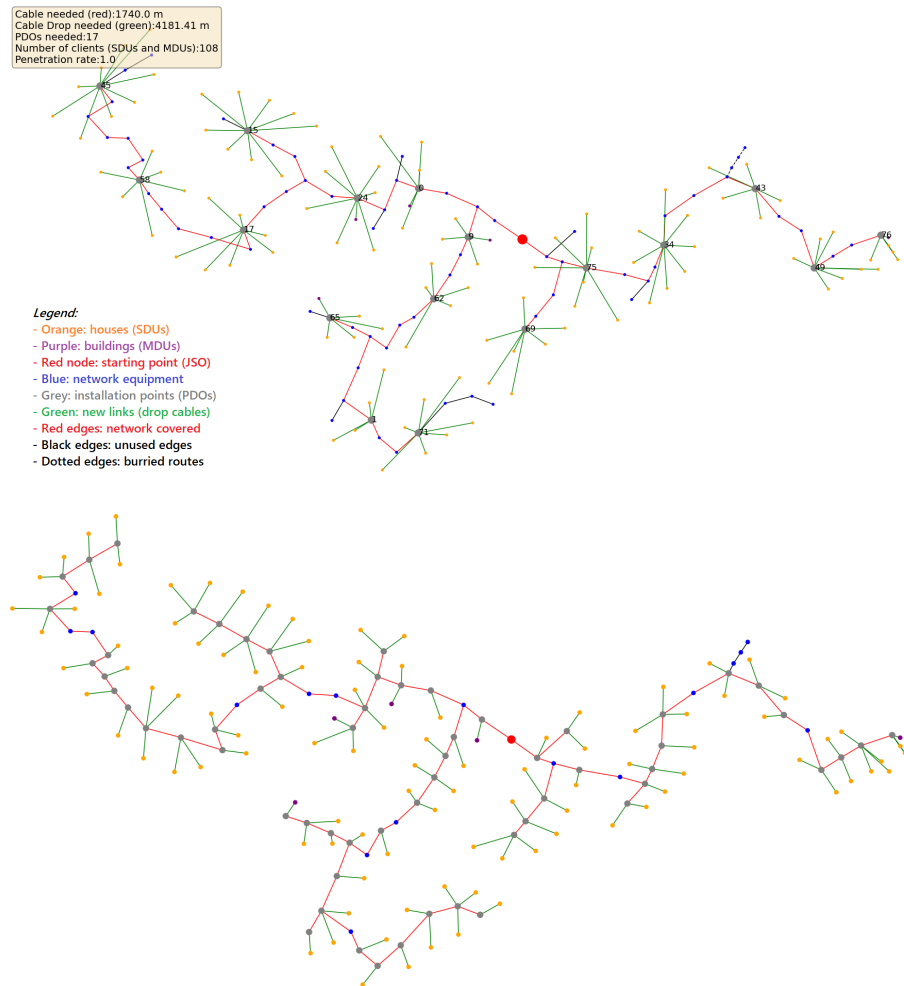 Cable needed (red):1740.0 m
Cable Drop needed (green):4181.41 m
PDOs needed:17
Number of clients (SDUs and MDUs):108
Penetration rate:1.0
45
15
58
24
0
43
17
9
34
76
75
49
62
65
69
1
71
Legend:
- Orange: houses (SDUs)
- Purple: buildings (MDUs)
- Red node: starting point (JSO)
- Blue: network equipment
- Grey: installation points (PDOs)
- Green: new links (drop cables)
- Red edges: network covered
- Black edges: unused edges
- Dotted edges: burried routes